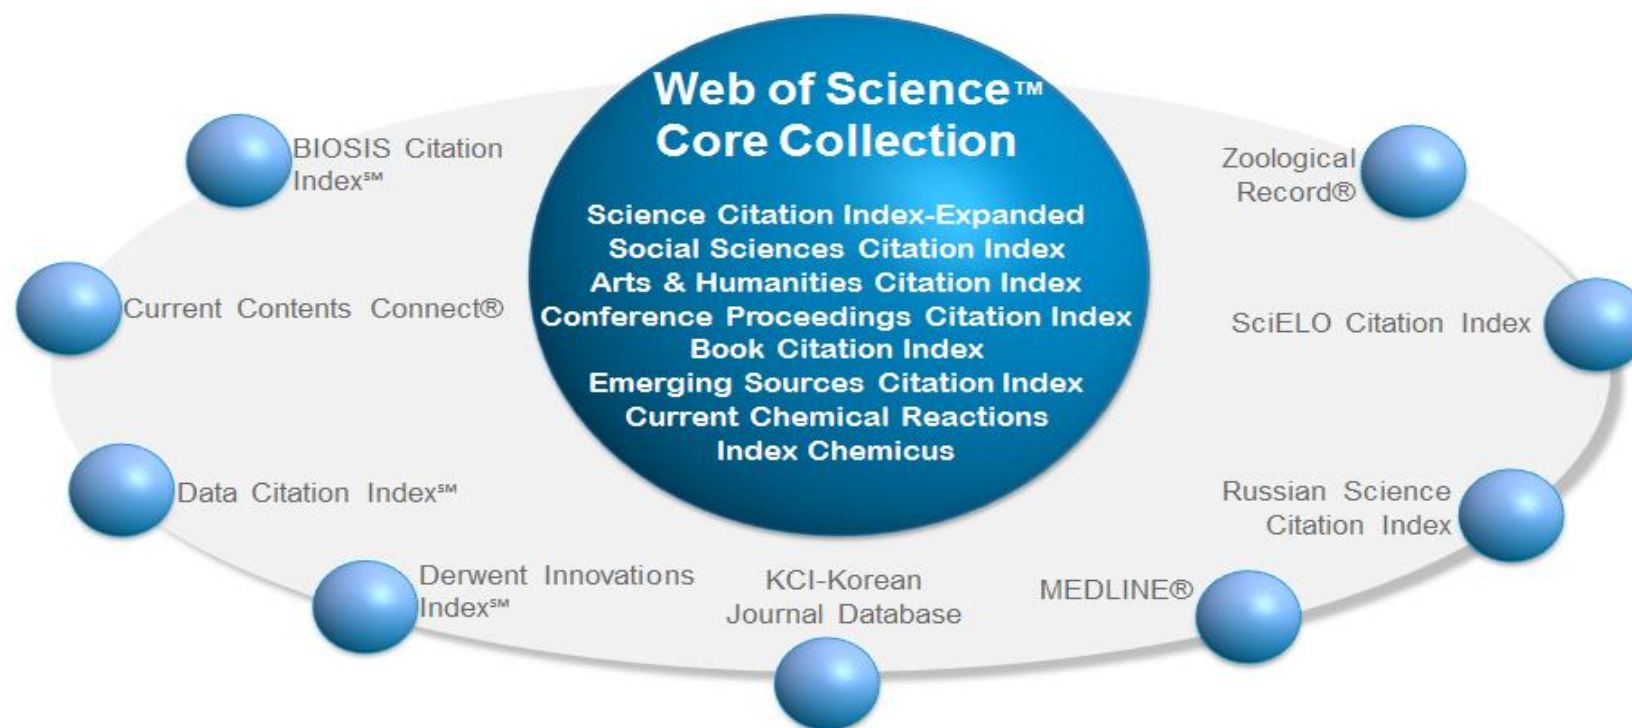 Web of Science™
Core Collection
Science Citation Index-Expanded
Social Sciences Citation Index
Arts & Humanities Citation Index
Conference Proceedings Citation Index
Book Citation Index
Emerging Sources Citation Index
Current Chemical Reactions
Index Chemicus
BIOSIS Citation
Index℠
Current Contents Connect®
Data Citation Index℠
Derwent Innovations
Index℠
KCI-Korean
Journal Database
MEDLINE®
Russian Science
Citation Index
SciELO Citation Index
Zoological
Record®